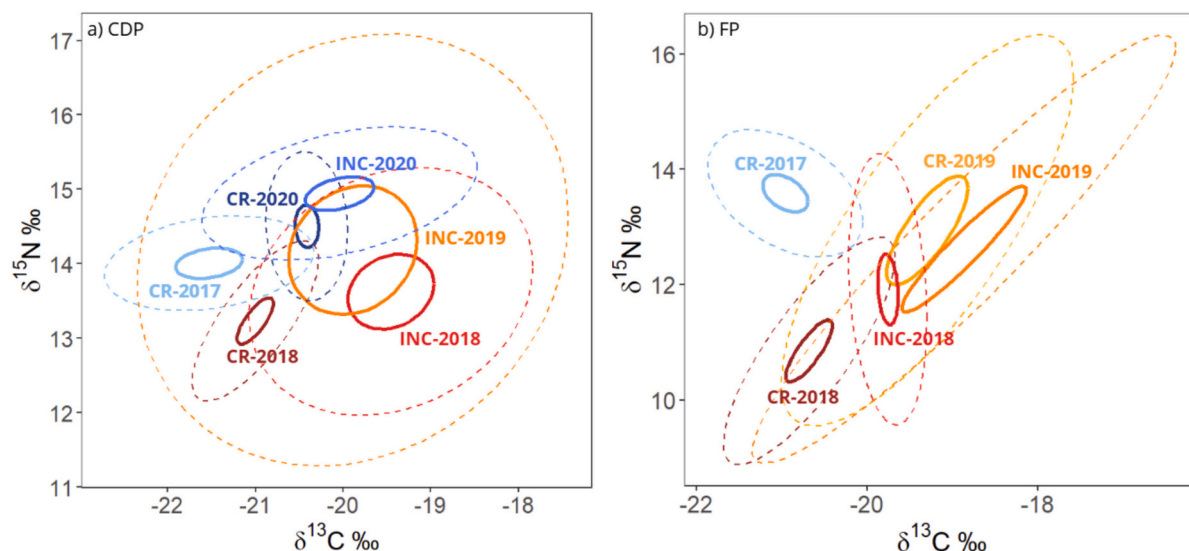 a) CDP
17
16
15
14
13
12
11
δ¹⁵N ‰
INC-2020
CR-2020
INC-2019
CR-2017
INC-2018
CR-2018
-22 -21 -20 -19 -18
δ¹³C ‰
b) FP
16
14
12
10
δ¹⁵N ‰
CR-2017
CR-2019
INC-2019
INC-2018
CR-2018
-22 -20 -18
δ¹³C ‰